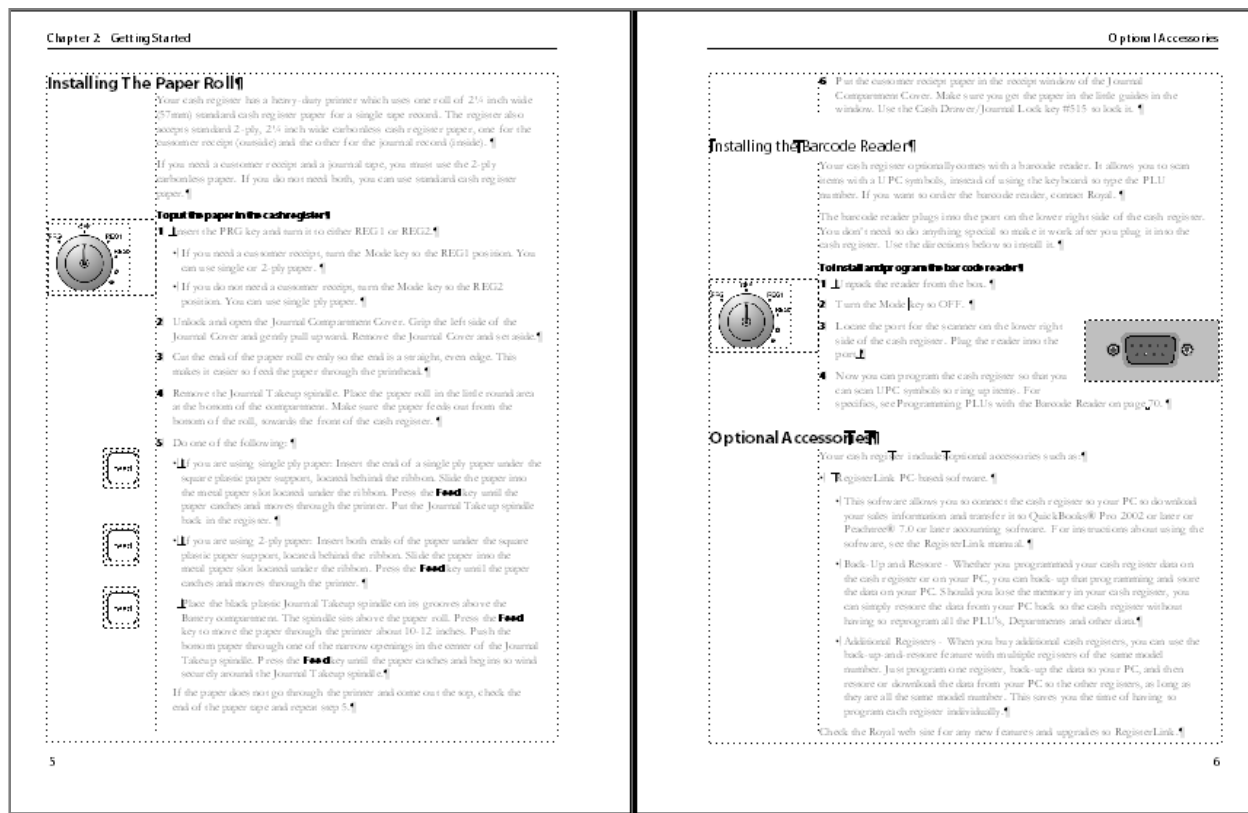 Chapter 2 Getting Started
Installing The Paper Roll¶
Your cash register has a heavy-duty printer which uses one roll of 2¼ inch wide
(57mm) standard cash register paper for a single tape record. The register also
accepts standard 2-ply, 2¼ inch wide carbonless cash register paper, one for the
customer receipt (outside) and the other for the journal record (inside). ¶
If you need a customer receipt and a journal tape, you must use the 2-ply
carbonless paper. If you do not need both, you can use standard cash register
paper.¶
To put the paper in the cash register¶
PRG OFF REG1 REG2
1 Insert the PRG key and turn it to either REG1 or REG2.¶
• If you need a customer receipt, turn the Mode key to the REG1 position. You
can use single or 2-ply paper. ¶
• If you do not need a customer receipt, turn the Mode key to the REG2
position. You can use single ply paper. ¶
2 Unlock and open the Journal Compartment Cover. Grip the left side of the
Journal Cover and gently pull upward. Remove the Journal Cover and set aside.¶
3 Cut the end of the paper roll evenly so the end is a straight, even edge. This
makes it easier to feed the paper through the printhead.¶
4 Remove the Journal Takeup spindle. Place the paper roll in the little round area
at the bottom of the compartment. Make sure the paper feeds out from the
bottom of the roll, towards the front of the cash register. ¶
5 Do one of the following: ¶
• If you are using single ply paper: Insert the end of a single ply paper under the
square plastic paper support, located behind the ribbon. Slide the paper into
the metal paper slot located under the ribbon. Press the Feed key until the
paper catches and moves through the printer. Put the Journal Takeup spindle
back in the register. ¶
• If you are using 2-ply paper: Insert both ends of the paper under the square
plastic paper support, located behind the ribbon. Slide the paper into the
metal paper slot located under the ribbon. Press the Feed key until the paper
catches and moves through the printer. ¶
Place the black plastic Journal Takeup spindle on its grooves above the
Battery compartment. The spindle sits above the paper roll. Press the Feed
key to move the paper through the printer about 10-12 inches. Push the
bottom paper through one of the narrow openings in the center of the Journal
Takeup spindle. Press the Feed key until the paper catches and begins to wind
securely around the Journal Takeup spindle.¶
If the paper does not go through the printer and come out the top, check the
end of the paper tape and repeat step 5.¶
5
Optional Accessories
6 Put the customer reciept paper in the receipt window of the Journal
Compartment Cover. Make sure you get the paper in the little guides in the
window. Use the Cash Drawer/Journal Lock key #515 to lock it. ¶
Installing the Barcode Reader¶
Your cash register optionally comes with a barcode reader. It allows you to scan
items with a UPC symbols, instead of using the keyboard to type the PLU
number. If you want to order the barcode reader, contact Royal. ¶
The barcode reader plugs into the port on the lower right side of the cash register.
You don't need to do anything special to make it work after you plug it into the
cash register. Use the directions below to install it. ¶
To install and program the bar code reader¶
PRG OFF REG1 REG2
1 Unpack the reader from the box. ¶
2 Turn the Mode key to OFF. ¶
3 Locate the port for the scanner on the lower right
side of the cash register. Plug the reader into the
port.¶
4 Now you can program the cash register so that you
can scan UPC symbols to ring up items. For
specifics, see Programming PLUs with the Barcode Reader on page 70. ¶
Optional Accessories¶
Your cash register include optional accessories such as:¶
• RegisterLink PC-based software. ¶
• This software allows you to connect the cash register to your PC to download
your sales information and transfer it to QuickBooks® Pro 2002 or later or
Peachtree® 7.0 or later accounting software. For instructions about using the
software, see the RegisterLink manual. ¶
• Back-Up and Restore - Whether you programmed your cash register data on
the cash register or on your PC, you can back-up that programming and store
the data on your PC. Should you lose the memory in your cash register, you
can simply restore the data from your PC back to the cash register without
having to reprogram all the PLU's, Departments and other data.¶
• Additional Registers - When you buy additional cash registers, you can use the
back-up-and-restore feature with multiple registers of the same model
number. Just program one register, back-up the data to your PC, and then
restore or download the data from your PC to the other registers, as long as
they are all the same model number. This saves you the time of having to
program each register individually.¶
Check the Royal web site for any new features and upgrades to RegisterLink.¶
6